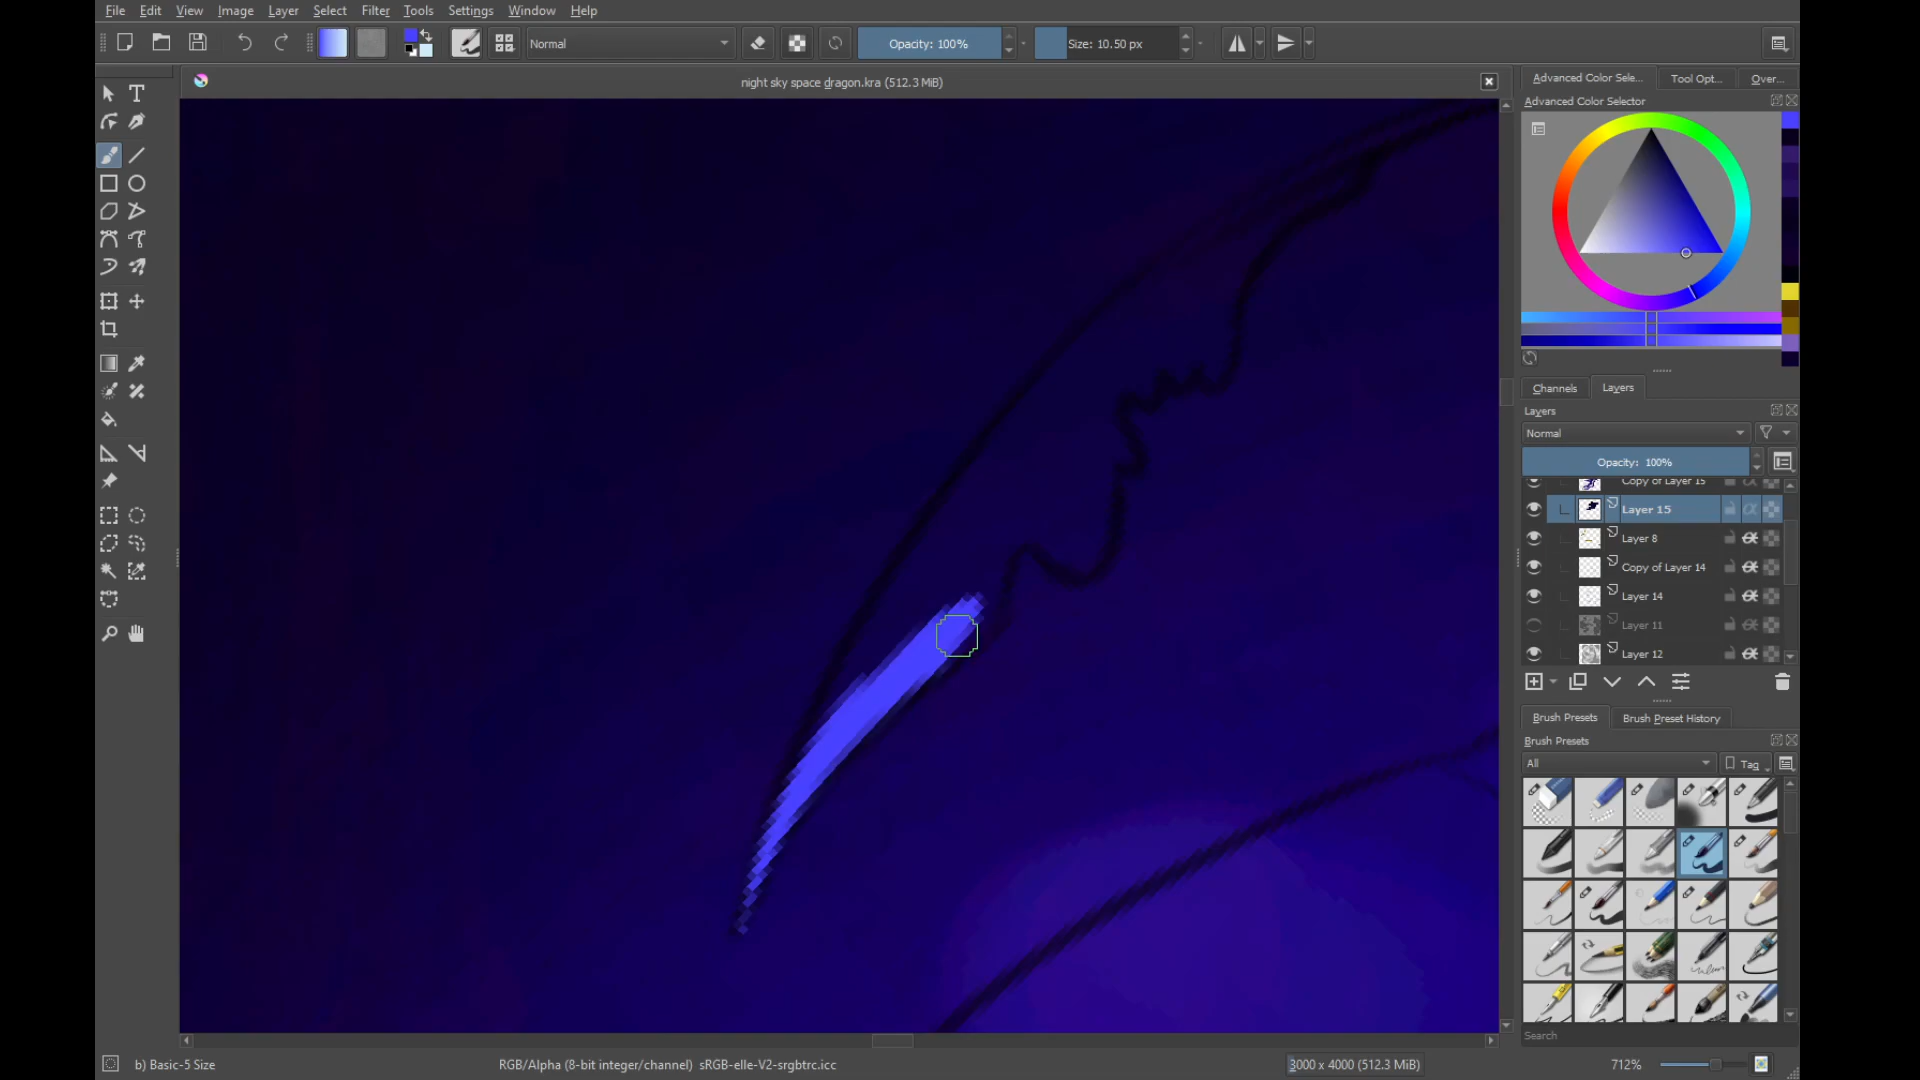 File Edit View Image Layer Select Filter Tools Settings Window Help
Normal Opacity: 100% Size: 10.50 px
night sky space dragon.kra (512.3 MiB)
Advanced Color Sele... Tool Opt... Over...
Advanced Color Selector
Channels Layers
Layers
Normal
Opacity: 100%
Copy of Layer 15
Layer 15
Layer 8
Copy of Layer 14
Layer 14
Layer 11
Layer 12
Brush Presets Brush Preset History
Brush Presets
All Tag
Search
b) Basic-5 Size RGB/Alpha (8-bit integer/channel) sRGB-elle-V2-srgbtrc.icc 3000 x 4000 (512.3 MiB) 712%